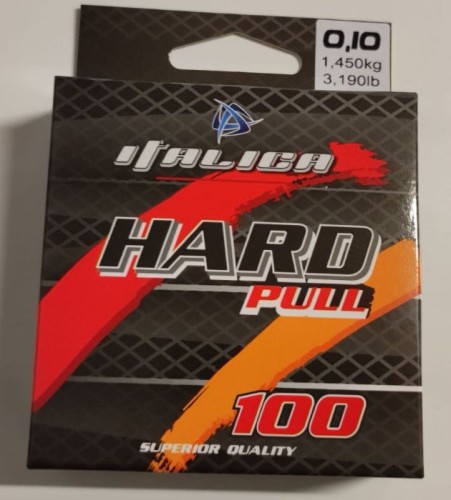 0,10
1,450kg
3,190lb
ITALICA
HARD
PULL
100
SUPERIOR QUALITY